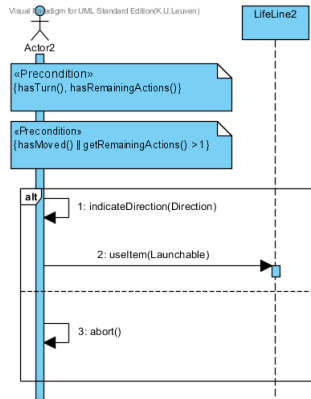 Visual Paradigm for UML Standard Edition(K.U.Leuven)
Actor2
LifeLine2
«Precondition»
{hasTurn(), hasRemainingActions()}
«Precondition»
{hasMoved() || getRemainingActions() >1}
alt
1: indicateDirection(Direction)
2: useItem(Launchable)
3: abort()